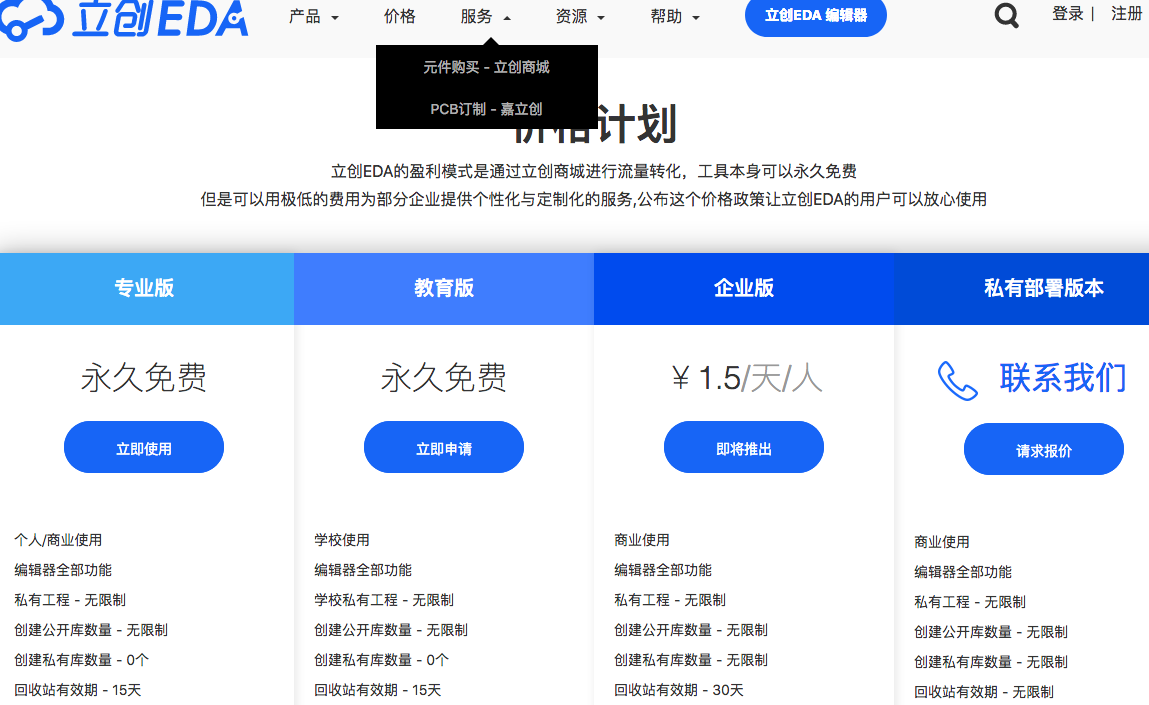 立创EDA
产品 价格 服务 资源 帮助 立创EDA 编辑器 登录 | 注册
元件购买 - 立创商城
PCB订制 - 嘉立创
价格计划
立创EDA的盈利模式是通过立创商城进行流量转化，工具本身可以永久免费
但是可以用极低的费用为部分企业提供个性化与定制化的服务,公布这个价格政策让立创EDA的用户可以放心使用
专业版
永久免费
立即使用
个人/商业使用
编辑器全部功能
私有工程 - 无限制
创建公开库数量 - 无限制
创建私有库数量 - 0个
回收站有效期 - 15天
教育版
永久免费
立即申请
学校使用
编辑器全部功能
学校私有工程 - 无限制
创建公开库数量 - 无限制
创建私有库数量 - 0个
回收站有效期 - 15天
企业版
¥ 1.5/天/人
即将推出
商业使用
编辑器全部功能
私有工程 - 无限制
创建公开库数量 - 无限制
创建私有库数量 - 无限制
回收站有效期 - 30天
私有部署版本
联系我们
请求报价
商业使用
编辑器全部功能
私有工程 - 无限制
创建公开库数量 - 无限制
创建私有库数量 - 无限制
回收站有效期 - 无限制